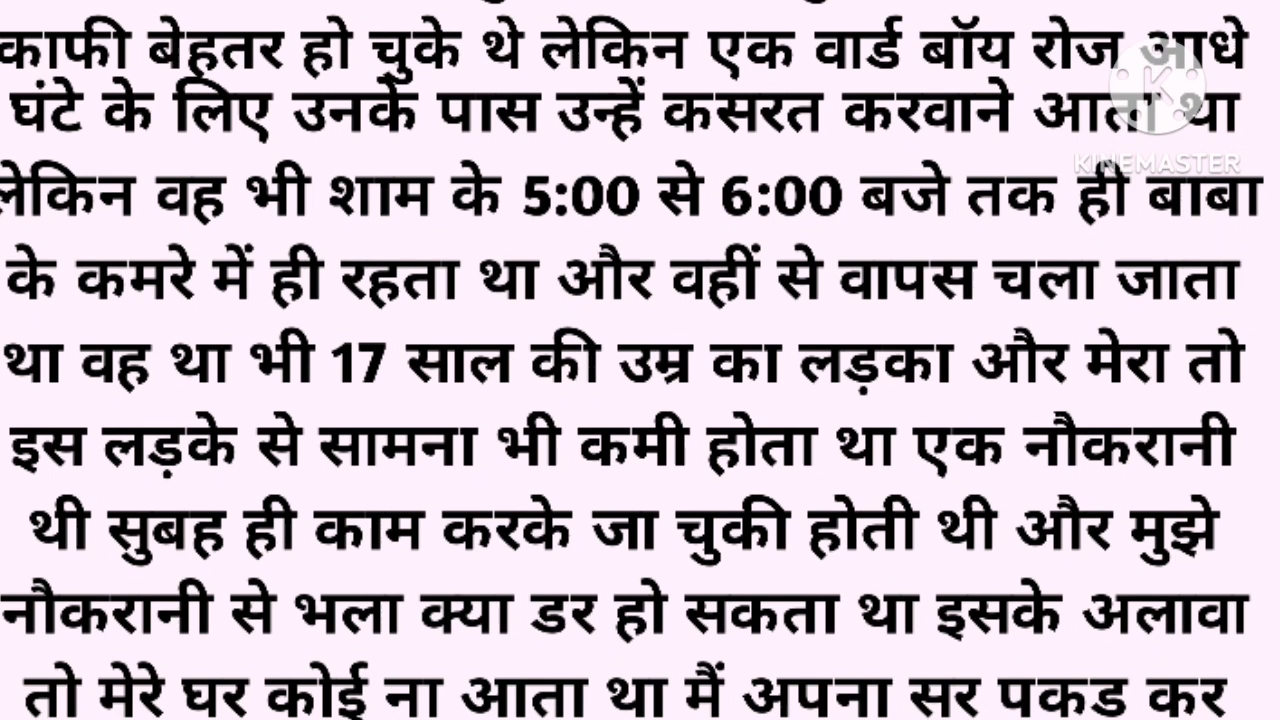 काफी बेहतर हो चुके थे लेकिन एक वार्ड बॉय रोज आधे
घंटे के लिए उनके पास उन्हें कसरत करवाने आता था
लेकिन वह भी शाम के 5:00 से 6:00 बजे तक ही बाबा
के कमरे में ही रहता था और वहीं से वापस चला जाता
था वह था भी 17 साल की उम्र का लड़का और मेरा तो
इस लड़के से सामना भी कमी होता था एक नौकरानी
थी सुबह ही काम करके जा चुकी होती थी और मुझे
नौकरानी से भला क्या डर हो सकता था इसके अलावा
तो मेरे घर कोई ना आता था मैं अपना सर पकड़ कर
K
KINEMASTER